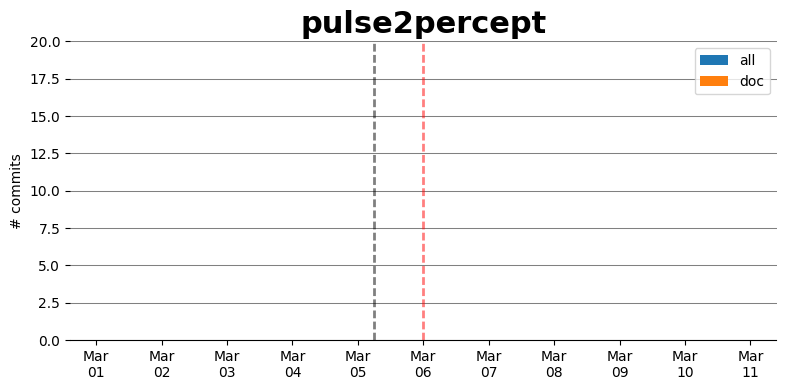 pulse2percept
20.0
17.5
15.0
12.5
10.0
7.5
5.0
2.5
0.0
# commits
all
doc
Mar 01
Mar 02
Mar 03
Mar 04
Mar 05
Mar 06
Mar 07
Mar 08
Mar 09
Mar 10
Mar 11